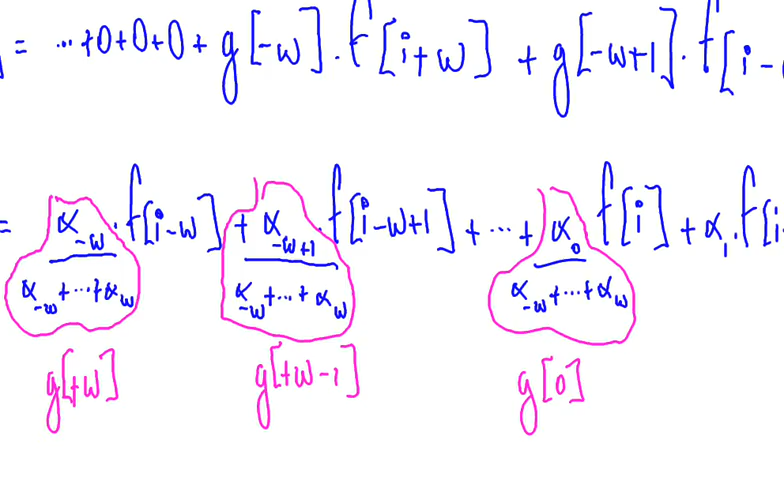 ] = ... + 0 + 0 + 0 + g[-w] . f[i+w] + g[-w+1] . f[i-
= α_{-w} / (α_{-w} + ... + α_w) . f[i-w] + α_{-w+1} / (α_{-w} + ... + α_w) . f[i-w+1] + ... + α_0 / (α_{-w} + ... + α_w) f[i] + α_1 . f[i
g[+w] g[+w-1] g[0]